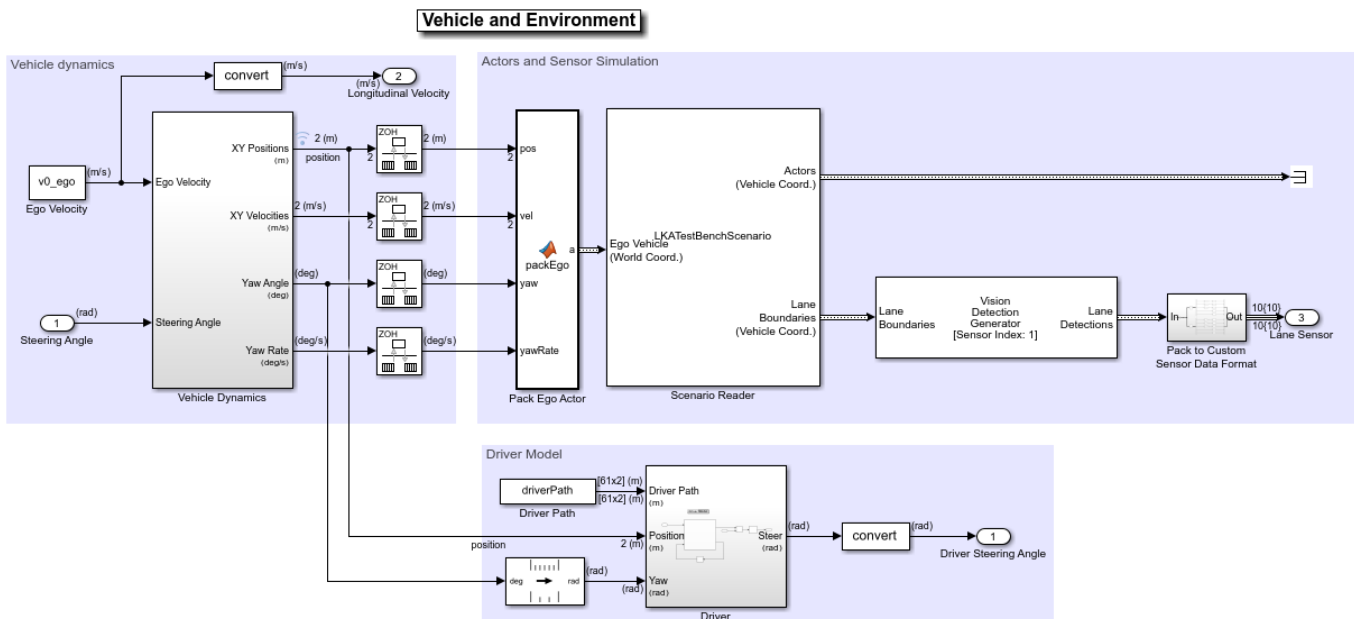 Vehicle and Environment
Vehicle dynamics
convert
(m/s)
(m/s)
2
Longitudinal Velocity
v0_ego
(m/s)
Ego Velocity
1
(rad)
Steering Angle
Ego Velocity
Steering Angle
XY Positions
(m)
XY Velocities
(m/s)
Yaw Angle
(deg)
Yaw Rate
(deg/s)
Vehicle Dynamics
2 (m)
position
2
ZOH
2 (m)
2 (m/s)
2
ZOH
2 (m/s)
(deg)
ZOH
(deg)
(deg/s)
ZOH
(deg/s)
Actors and Sensor Simulation
2
pos
2
vel
yaw
yawRate
packEgo
a
Pack Ego Actor
Ego Vehicle
(World Coord.)
LKATestBenchScenario
Actors
(Vehicle Coord.)
Lane
Boundaries
(Vehicle Coord.)
Scenario Reader
Lane
Boundaries
Vision
Detection
Generator
[Sensor Index: 1]
Lane
Detections
In
Out
Pack to Custom
Sensor Data Format
10{10}
10{10}
3
Lane Sensor
Driver Model
driverPath
Driver Path
[61x2] (m)
[61x2] (m)
position
2 (m)
deg
rad
(rad)
(rad)
Driver Path
(m)
Position
(m)
Yaw
(rad)
Steer
(rad)
Driver
(rad)
convert
(rad)
1
Driver Steering Angle